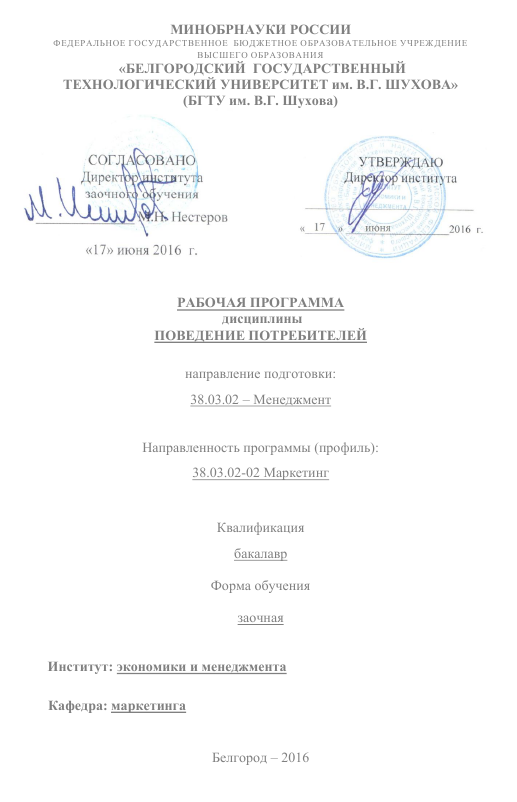 МИНОБРНАУКИ РОССИИ
ФЕДЕРАЛЬНОЕ ГОСУДАРСТВЕННОЕ БЮДЖЕТНОЕ ОБРАЗОВАТЕЛЬНОЕ УЧРЕЖДЕНИЕ
ВЫСШЕГО ОБРАЗОВАНИЯ
«БЕЛГОРОДСКИЙ ГОСУДАРСТВЕННЫЙ
ТЕХНОЛОГИЧЕСКИЙ УНИВЕРСИТЕТ им. В.Г. ШУХОВА»
(БГТУ им. В.Г. Шухова)
СОГЛАСОВАНО
Директор института
заочного обучения
М.Н. Нестеров
«17» июня 2016 г.
УТВЕРЖДАЮ
Директор института
« 17 » июня 2016 г.
РАБОЧАЯ ПРОГРАММА
дисциплины
ПОВЕДЕНИЕ ПОТРЕБИТЕЛЕЙ
направление подготовки:
38.03.02 – Менеджмент
Направленность программы (профиль):
38.03.02-02 Маркетинг
Квалификация
бакалавр
Форма обучения
заочная
Институт: экономики и менеджмента
Кафедра: маркетинга
Белгород – 2016